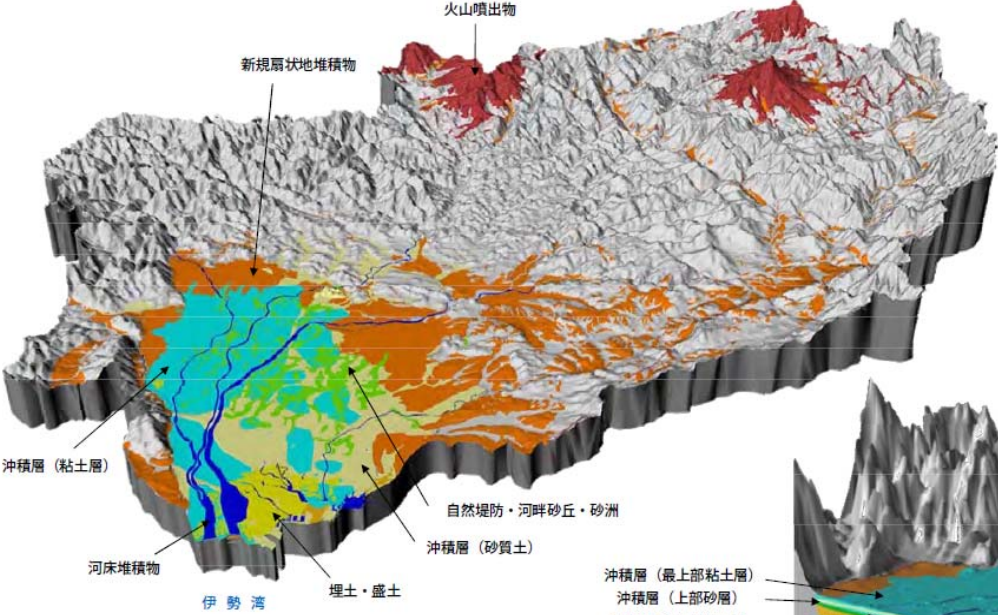 火山噴出物
新規扇状地堆積物
沖積層（粘土層）
自然堤防・河畔砂丘・砂洲
沖積層（砂質土）
河床堆積物
埋土・盛土
伊勢湾
沖積層（最上部粘土層）
沖積層（上部砂層）